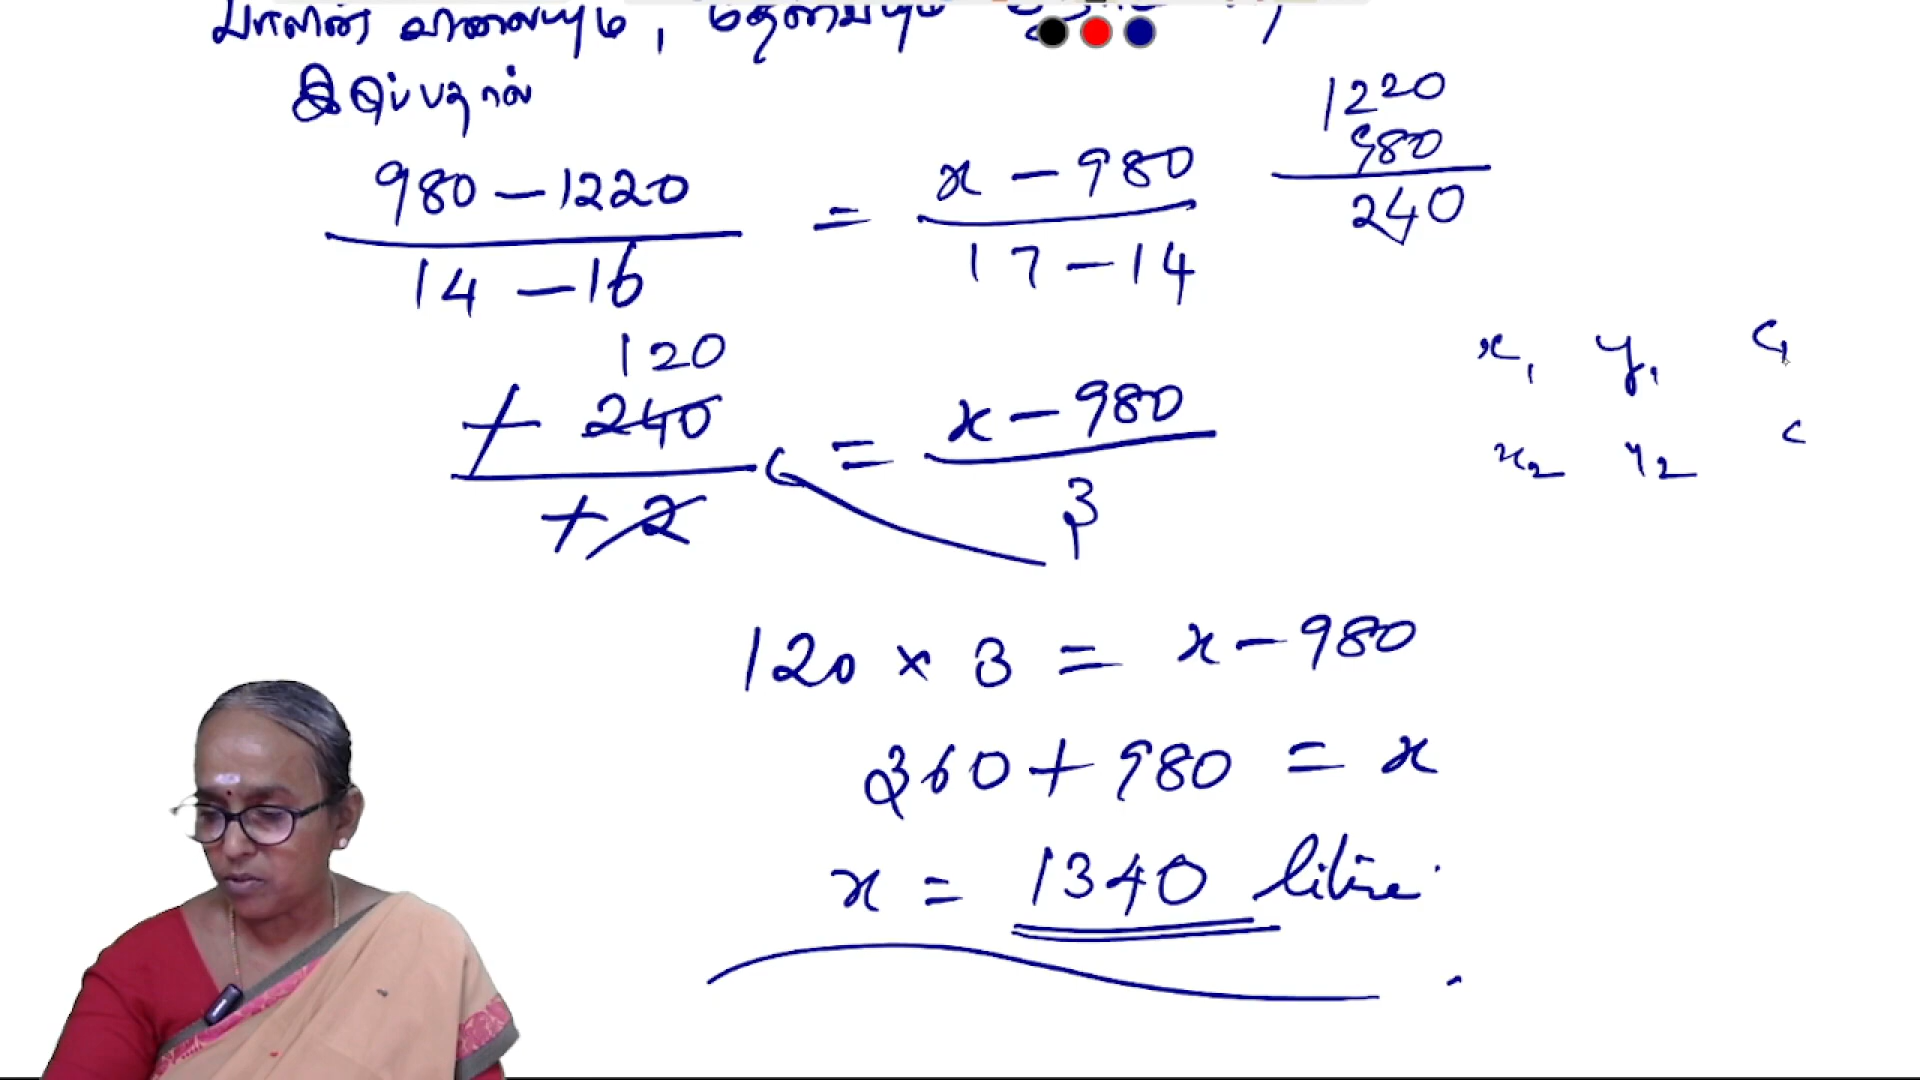 பாலின் விலையும், தேவையும்
இருப்பதால்
1220
980
240
980 - 1220 / 14 - 16 = x - 980 / 17 - 14
120
+ 240 / + 2 = x - 980 / 3
x₁ y₁ c₁
x₂ y₂ c
120 × 3 = x - 980
360 + 980 = x
x = 1340 litre